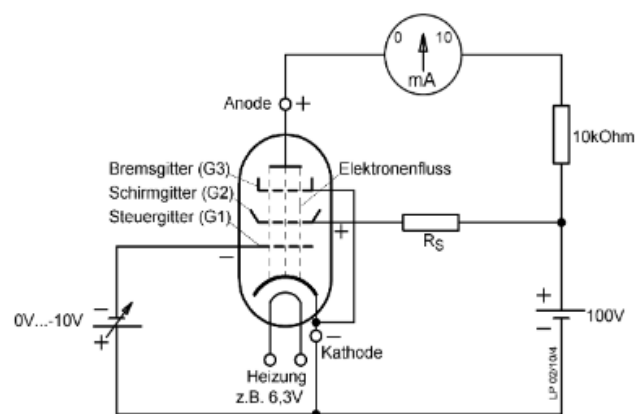 0 10
mA
Anode
+
10kOhm
Bremsgitter (G3)
Elektronenfluss
Schirmgitter (G2)
Steuergitter (G1)
+
RS
–
0V...-10V
–
+
+
–
100V
–
Kathode
Heizung
z.B. 6,3V
LP 02/10/4